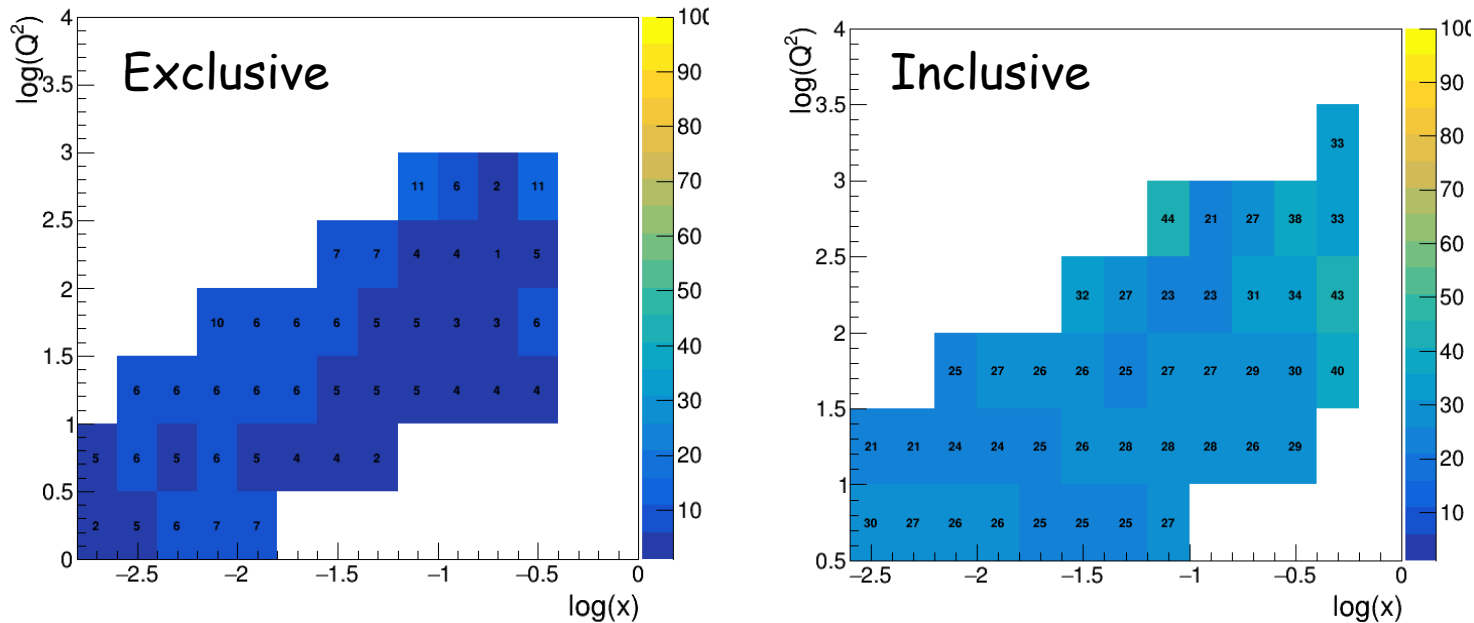 Exclusive
log(Q²)
4
3.5
3
2.5
2
1.5
1
0.5
0
11 6 2 11
7 7 4 4 1 5
10 6 6 6 5 5 3 3 6
6 6 6 6 6 5 5 5 4 4 4
5 6 5 6 5 4 4 2
2 5 6 7 7
−2.5 −2 −1.5 −1 −0.5 0
log(x)
100
90
80
70
60
50
40
30
20
10
Inclusive
log(Q²)
4
3.5
3
2.5
2
1.5
1
0.5
33
44 21 27 38 33
32 27 23 23 31 34 43
25 27 26 26 25 27 27 29 30 40
21 21 24 24 25 26 28 28 28 26 29
30 27 26 26 25 25 25 27
−2.5 −2 −1.5 −1 −0.5 0
log(x)
100
90
80
70
60
50
40
30
20
10